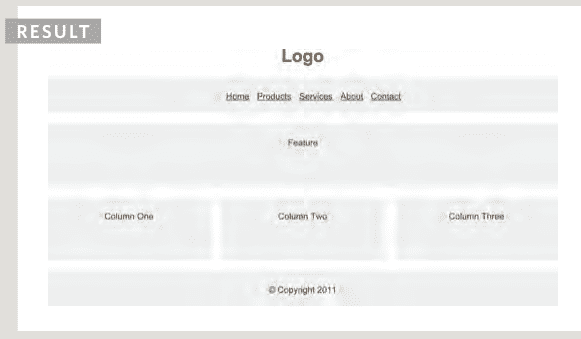 RESULT
Logo
Home Products Services About Contact
Feature
Column One Column Two Column Three
© Copyright 2011